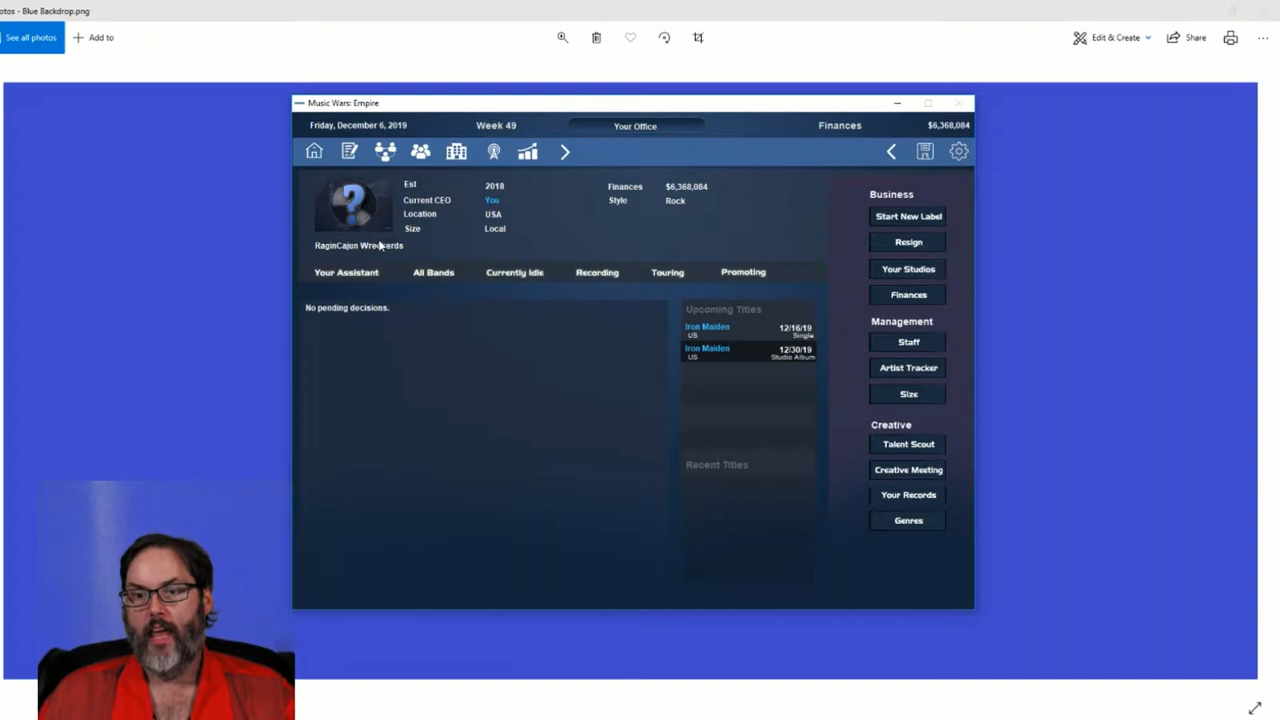 otos - Blue Backdrop.png
See all photos
Add to
Edit & Create
Share
Music Wars: Empire
Friday, December 6, 2019
Week 49
Your Office
Finances
$6,368,084
Est 2018
Current CEO You
Location USA
Size Local
Finances $6,368,084
Style Rock
RaginCajun Wreckerds
Your Assistant
All Bands
Currently Idle
Recording
Touring
Promoting
No pending decisions.
Upcoming Titles
Iron Maiden 12/16/19
US Single
Iron Maiden 12/30/19
US Studio Album
Recent Titles
Business
Start New Label
Resign
Your Studios
Finances
Management
Staff
Artist Tracker
Size
Creative
Talent Scout
Creative Meeting
Your Records
Genres